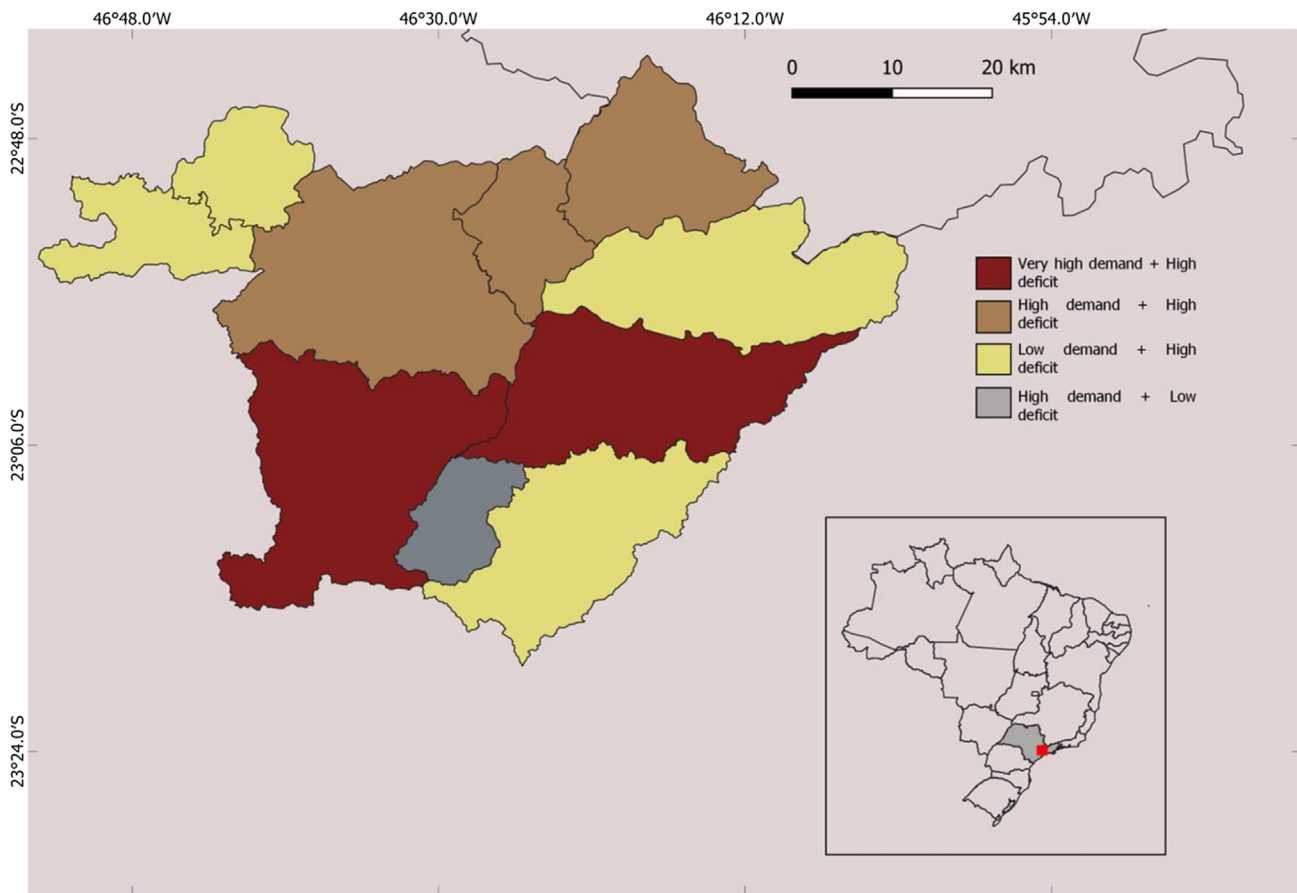 46°48.0'W 46°30.0'W 46°12.0'W 45°54.0'W
0 10 20 km
22°48.0'S
Very high demand + High
deficit
High demand + High
deficit
Low demand + High
deficit
High demand + Low
deficit
23°06.0'S
23°24.0'S